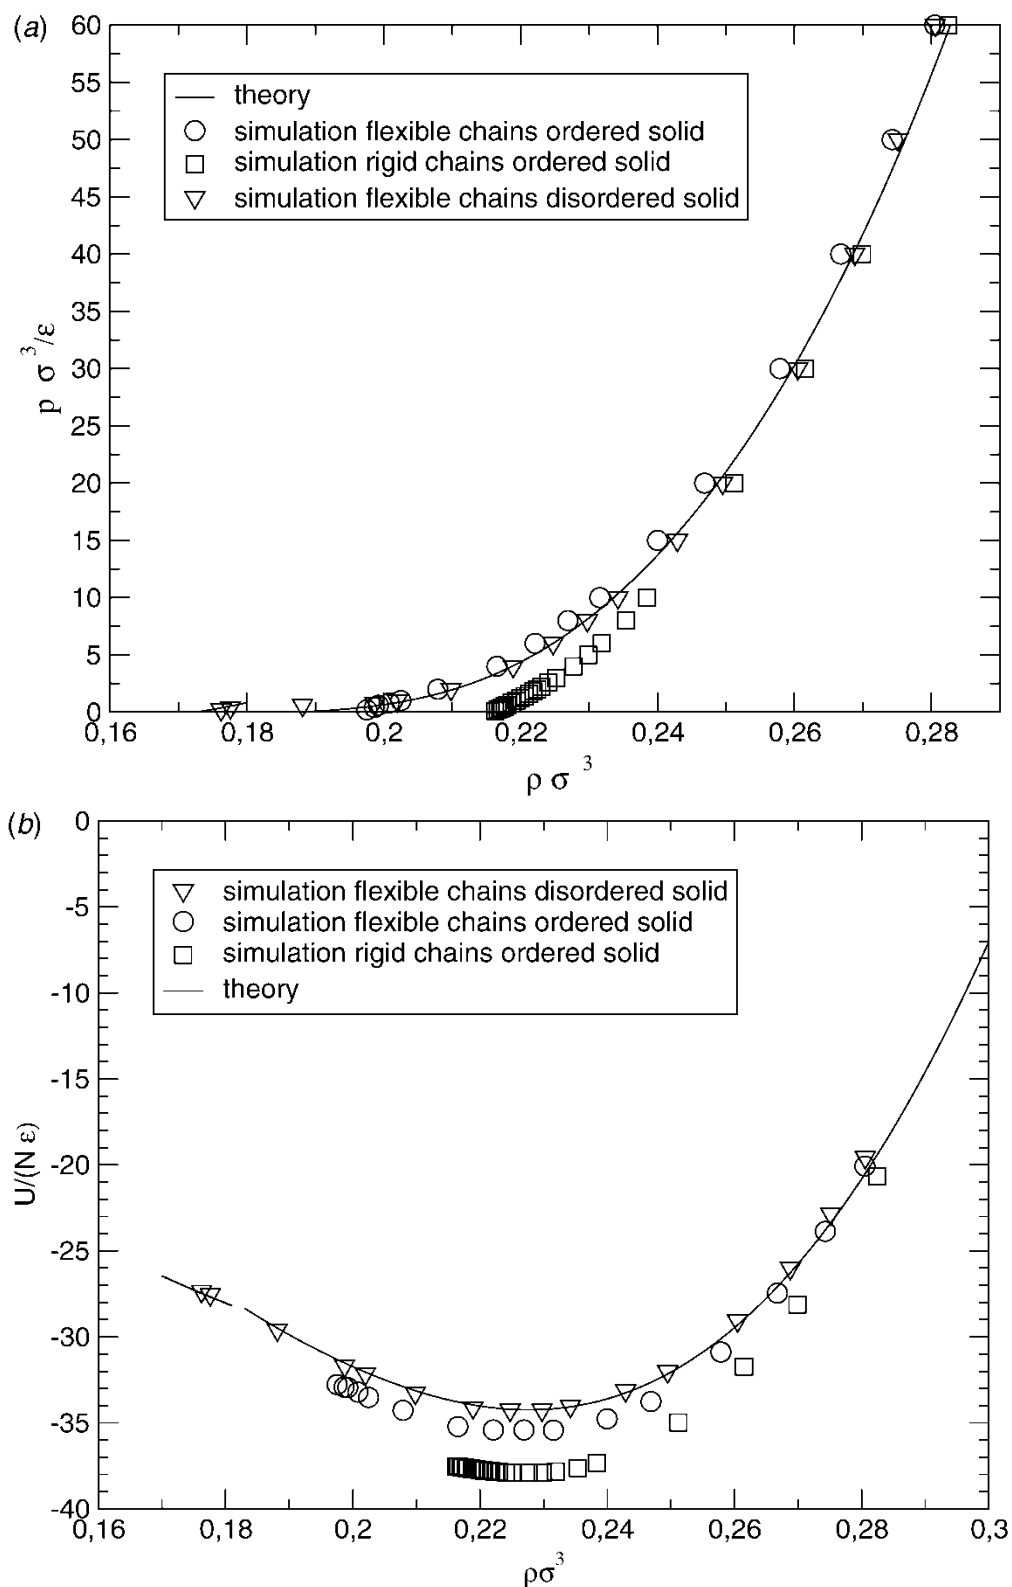 (a)
60
55
50
45
40
35
30
25
20
15
10
5
0
p σ³/ε
theory
simulation flexible chains ordered solid
simulation rigid chains ordered solid
simulation flexible chains disordered solid
0,16 0,18 0,2 0,22 0,24 0,26 0,28
ρ σ³
(b)
0
-5
-10
-15
-20
-25
-30
-35
-40
U/(N ε)
simulation flexible chains disordered solid
simulation flexible chains ordered solid
simulation rigid chains ordered solid
theory
0,16 0,18 0,2 0,22 0,24 0,26 0,28 0,3
ρσ³